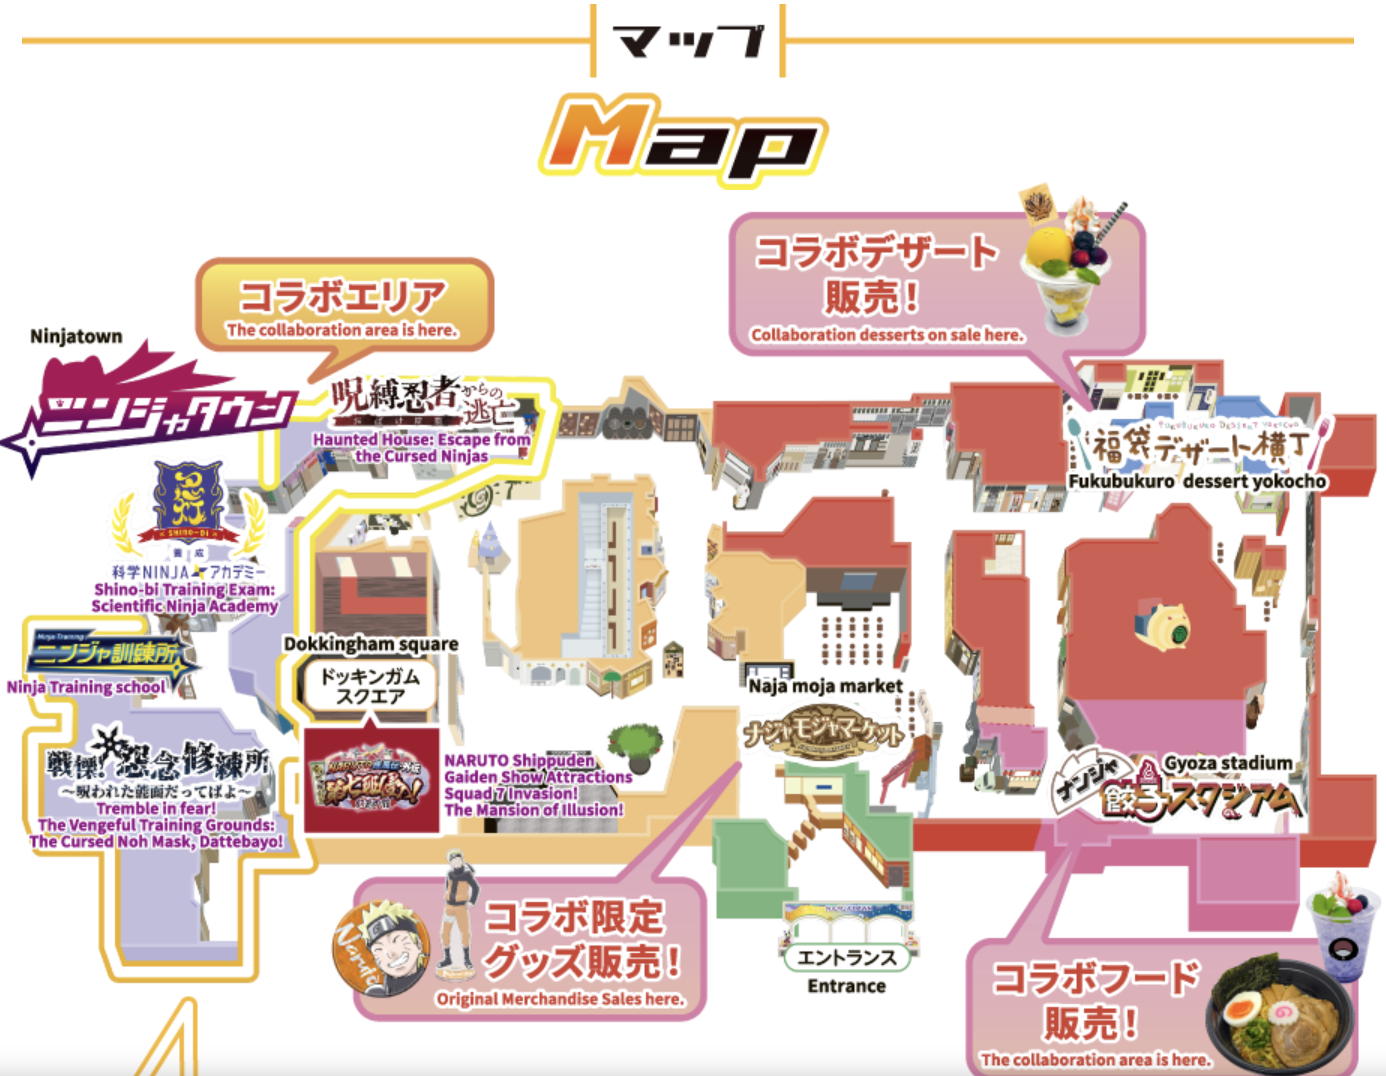 マップ
Map
コラボデザート
販売！
Collaboration desserts on sale here.
コラボエリア
The collaboration area is here.
Ninjatown
ニンジャタウン
呪縛忍者からの逃亡
Haunted House: Escape from
the Cursed Ninjas
福袋デザート横丁
Fukubukuro dessert yokocho
SHINO-BI
養成
科学NINJAアカデミー
Shino-bi Training Exam:
Scientific Ninja Academy
Ninja Training
ニンジャ訓練所
Ninja Training school
Dokkingham square
ドッキンガム
スクエア
Naja moja market
ナジャモジャマーケット
戦慄！怨念修練所
～呪われた能面だってばよ～
Tremble in fear!
The Vengeful Training Grounds:
The Cursed Noh Mask, Dattebayo!
NARUTO Shippuden
Gaiden Show Attractions
Squad 7 Invasion!
The Mansion of Illusion!
Gyoza stadium
ナンジャ
餃子スタジアム
エントランス
Entrance
Naruto
コラボ限定
グッズ販売！
Original Merchandise Sales here.
コラボフード
販売！
The collaboration area is here.